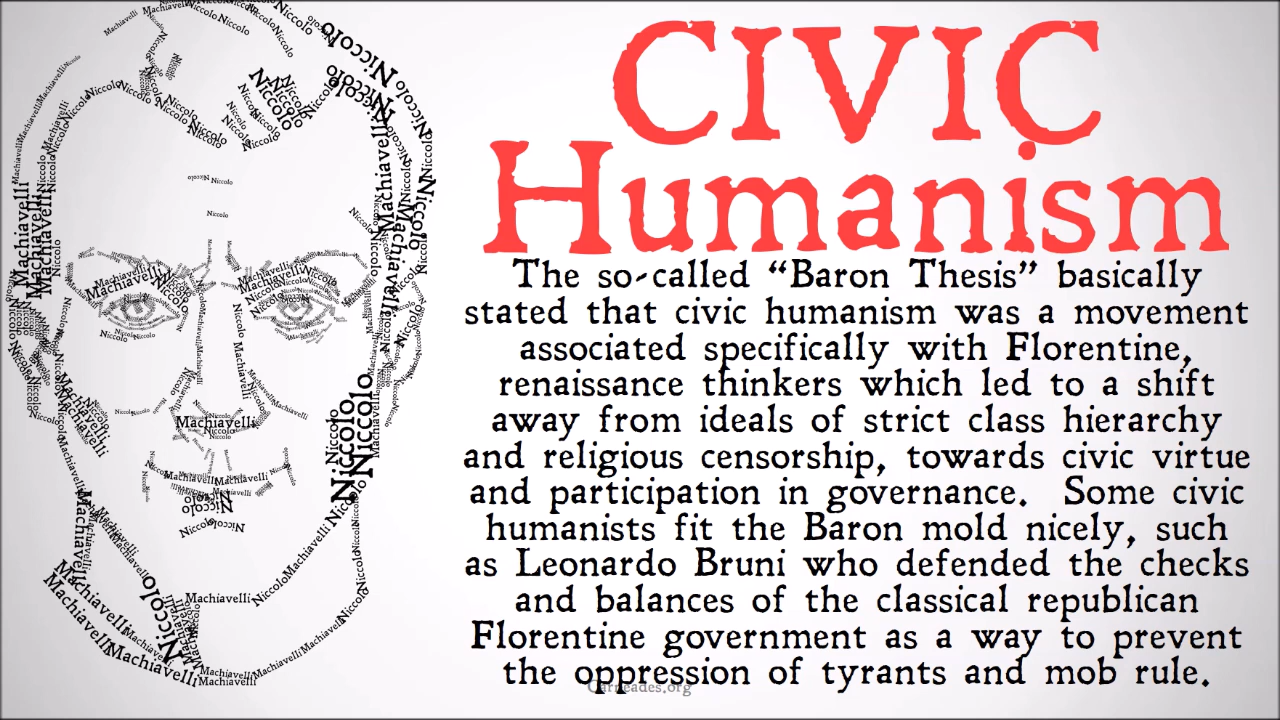 CIVIC
Humanism
The so-called “Baron Thesis” basically
stated that civic humanism was a movement
associated specifically with Florentine,
renaissance thinkers which led to a shift
away from ideals of strict class hierarchy
and religious censorship, towards civic virtue
and participation in governance.  Some civic
humanists fit the Baron mold nicely, such
as Leonardo Bruni who defended the checks
and balances of the classical republican
Florentine government as a way to prevent
the oppression of tyrants and mob rule.
Carneades.org
Niccolo
Machiavelli